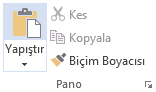 Kes
Kopyala
Yapıştır
Biçim Boyacısı
Pano